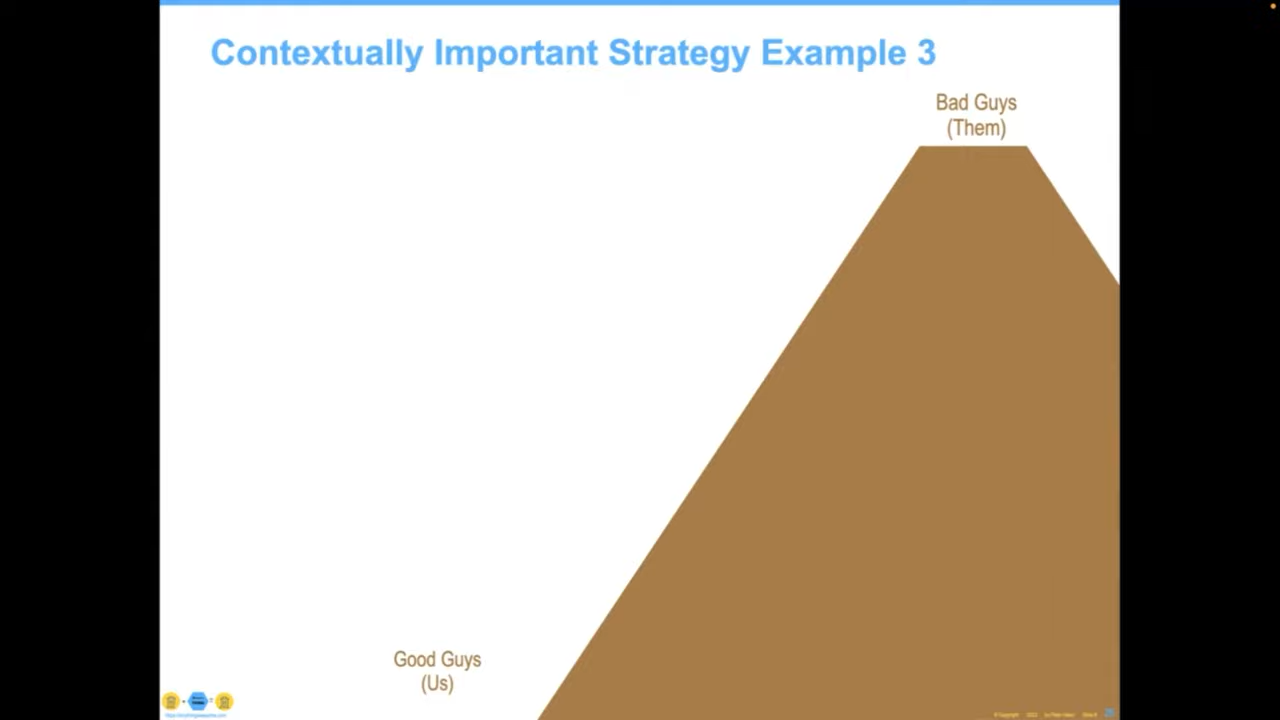 Contextually Important Strategy Example 3
Bad Guys
(Them)
Good Guys
(Us)